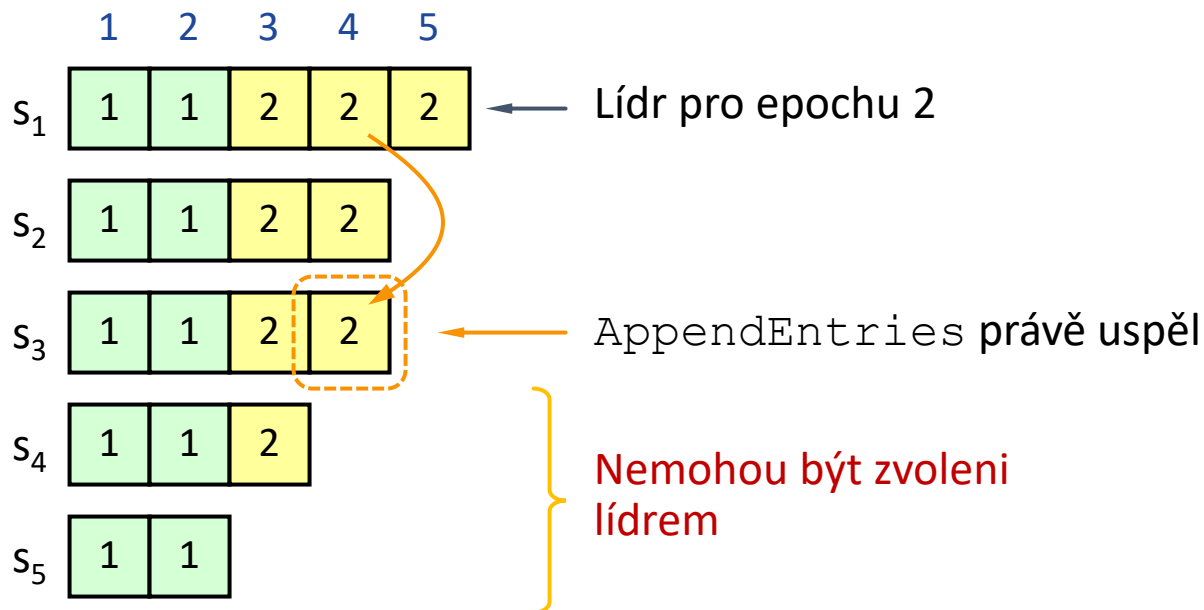 1 2 3 4 5
s1 1 1 2 2 2 Lídr pro epochu 2
s2 1 1 2 2
s3 1 1 2 2 AppendEntries právě uspěl
s4 1 1 2
Nemohou být zvoleni
lídrem
s5 1 1